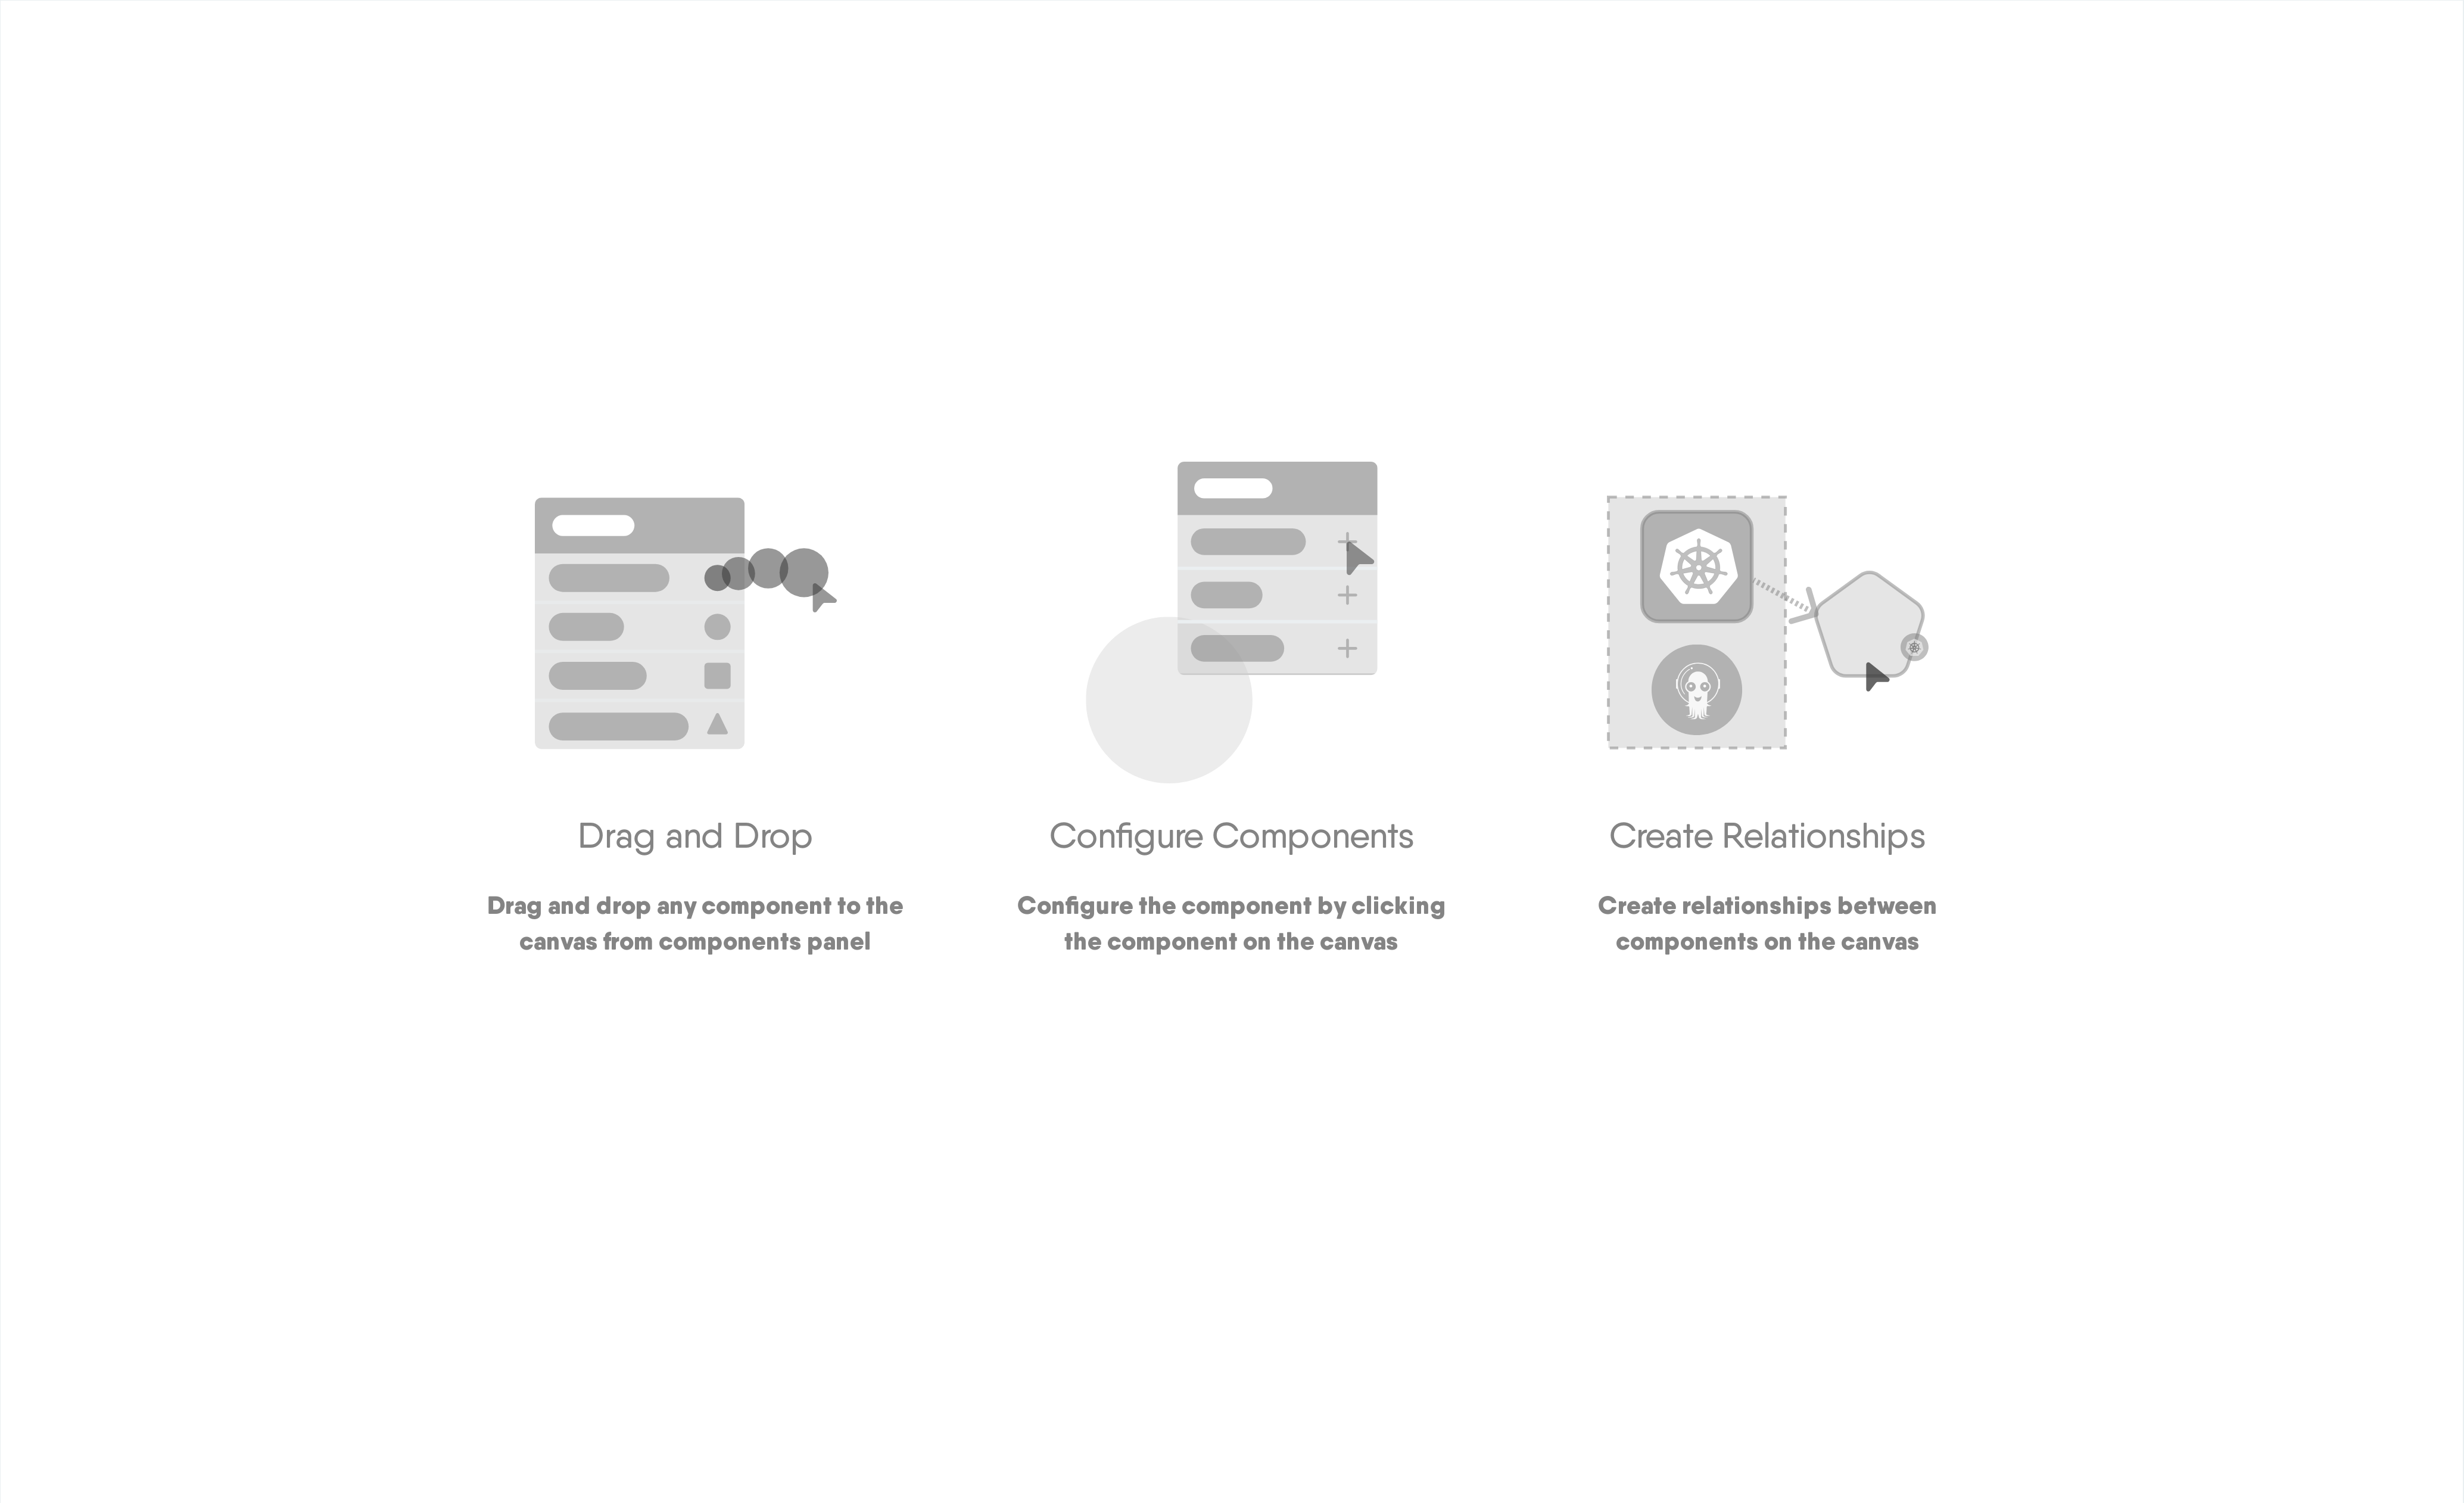 Drag and Drop
Drag and drop any component to the
canvas from components panel
Configure Components
Configure the component by clicking
the component on the canvas
Create Relationships
Create relationships between
components on the canvas